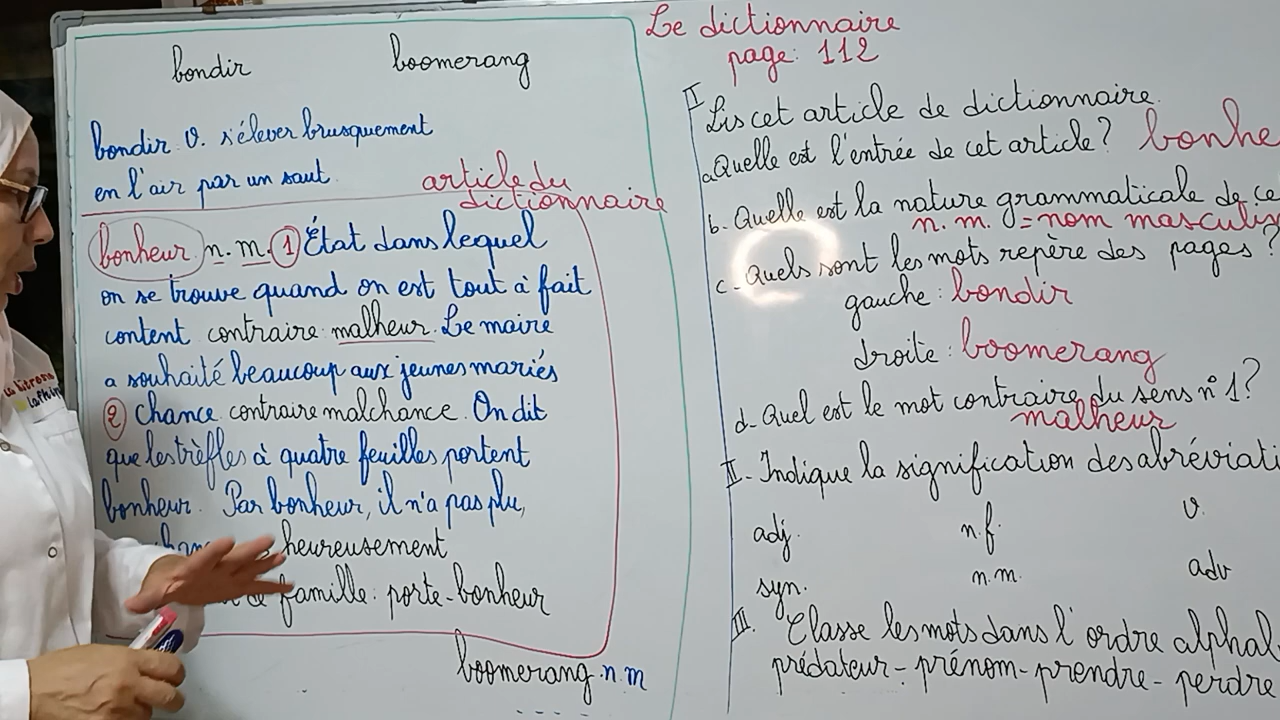 bondir boomerang
bondir v. s'élever brusquement
en l'air par un saut.
article du
dictionnaire
bonheur n. m. 1 État dans lequel
on se trouve quand on est tout à fait
content contraire malheur. Le maire
a souhaité beaucoup aux jeunes mariés
2 chance contraire malchance. On dit
que les trèfles à quatre feuilles portent
bonheur. Par bonheur, il n'a pas plu,
heureusement
famille : porte-bonheur
boomerang n. m
Le dictionnaire
page : 112
I Lis cet article de dictionnaire.
a. Quelle est l'entrée de cet article ? bonhe
b. Quelle est la nature grammaticale de ce
n. m. = nom masculin
c. Quels sont les mots repère des pages ?
gauche : bondir
droite : boomerang
d. Quel est le mot contraire du sens n° 1 ?
malheur
II. Indique la signification des abréviati
adj. n.f. v.
syn. n.m. adv
III. Classe les mots dans l'ordre alphab
prédateur - prénom - prendre - perdre